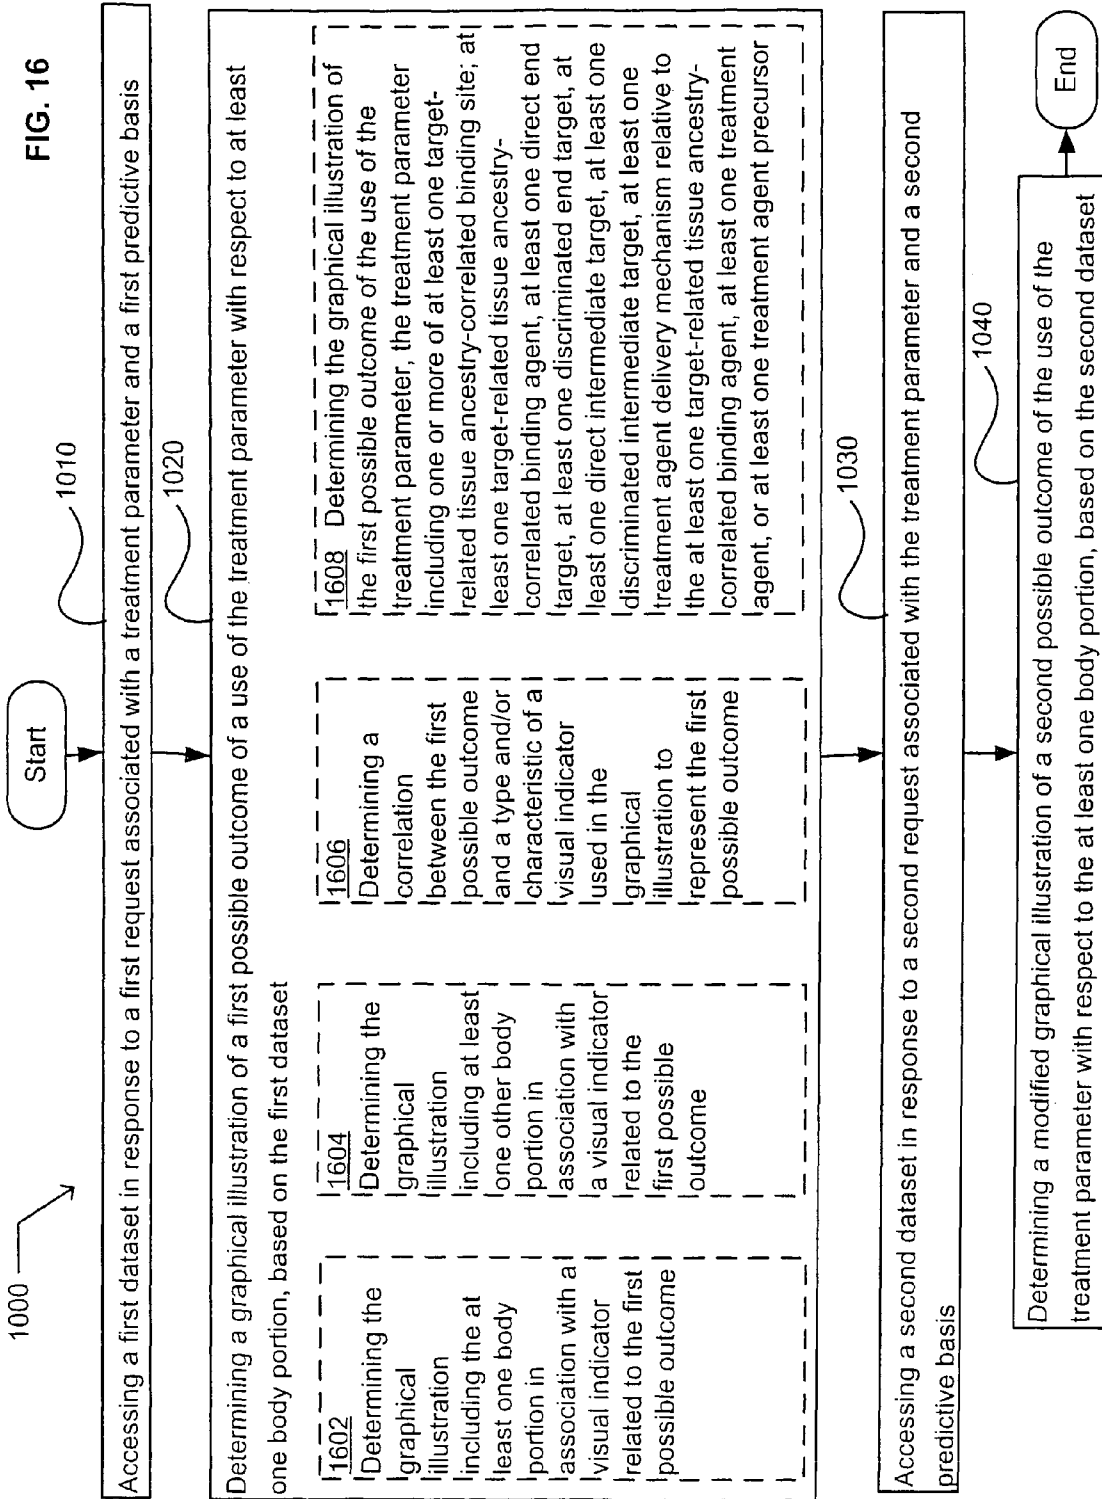 FIG. 16
1000
Start
1010
Accessing a first dataset in response to a first request associated with a treatment parameter and a first predictive basis
1020
Determining a graphical illustration of a first possible outcome of a use of the treatment parameter with respect to at least
one body portion, based on the first dataset
1602
Determining the
graphical
illustration
including the at
least one body
portion in
association with a
visual indicator
related to the first
possible outcome
1604
Determining the
graphical
illustration
including at least
one other body
portion in
association with
a visual indicator
related to the
first possible
outcome
1606
Determining a
correlation
between the first
possible outcome
and a type and/or
characteristic of a
visual indicator
used in the
graphical
illustration to
represent the first
possible outcome
1608 Determining the graphical illustration of
the first possible outcome of the use of the
treatment parameter, the treatment parameter
including one or more of at least one target-
related tissue ancestry-correlated binding site; at
least one target-related tissue ancestry-
correlated binding agent, at least one direct end
target, at least one discriminated end target, at
least one direct intermediate target, at least one
discriminated intermediate target, at least one
treatment agent delivery mechanism relative to
the at least one target-related tissue ancestry-
correlated binding agent, at least one treatment
agent, or at least one treatment agent precursor
1030
Accessing a second dataset in response to a second request associated with the treatment parameter and a second
predictive basis
1040
Determining a modified graphical illustration of a second possible outcome of the use of the
treatment parameter with respect to the at least one body portion, based on the second dataset
End